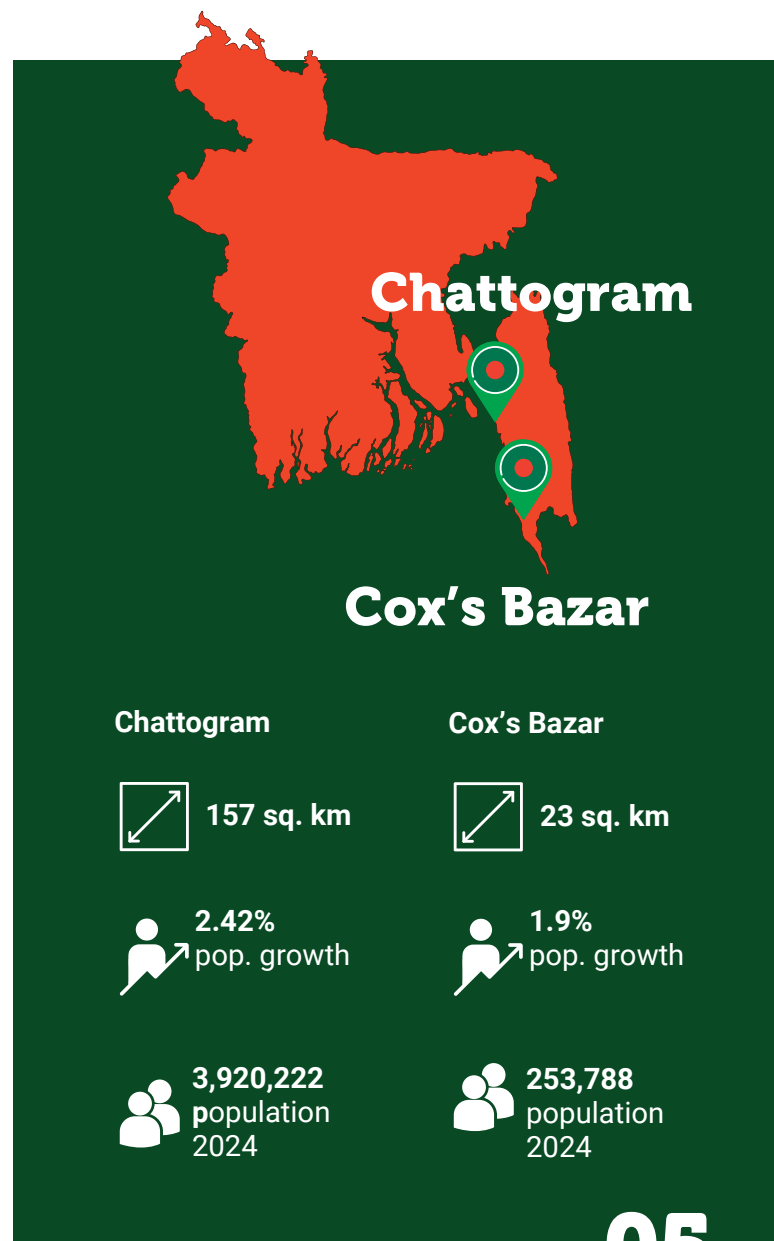 Chattogram
Cox’s Bazar
Chattogram
157 sq. km
2.42%
pop. growth
3,920,222
population
2024
Cox’s Bazar
23 sq. km
1.9%
pop. growth
253,788
population
2024
05